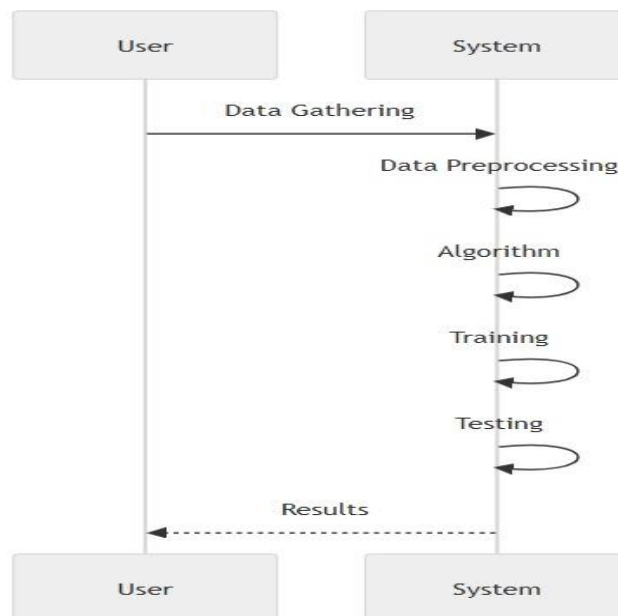 User
System
Data Gathering
Data Preprocessing
Algorithm
Training
Testing
Results
User
System